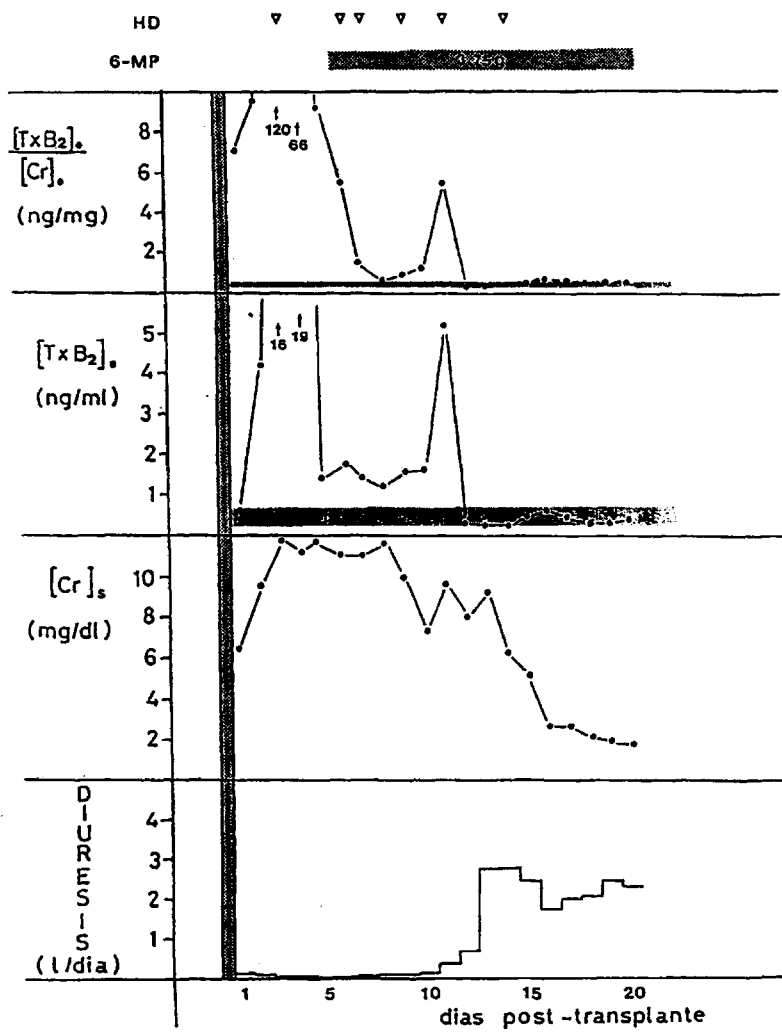 HD
6-MP
[TxB2]o
[Cr]o
(ng/mg)
8
6
4
2
120
66
[TxB2]o
(ng/ml)
5
4
3
2
1
16
19
[Cr]s
(mg/dl)
10
8
6
4
2
DIURESIS
(l/dia)
4
3
2
1
1 5 10 15 20
dias post-transplante